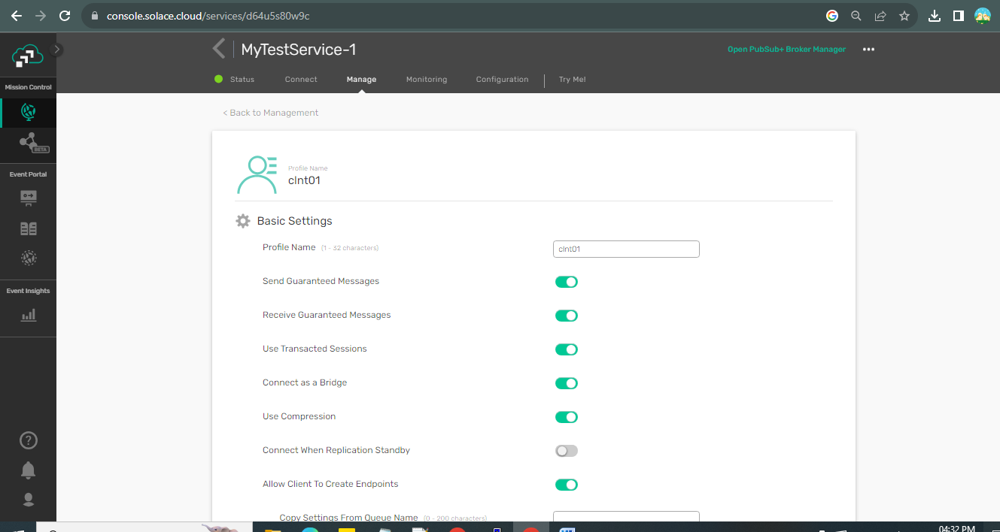 console.solace.cloud/services/d64u5s80w9c
MyTestService-1
Open PubSub+ Broker Manager
Status Connect Manage Monitoring Configuration Try Me!
Mission Control
BETA
Event Portal
Event Insights
< Back to Management
Profile Name
clnt01
Basic Settings
Profile Name (1 - 32 characters) clnt01
Send Guaranteed Messages
Receive Guaranteed Messages
Use Transacted Sessions
Connect as a Bridge
Use Compression
Connect When Replication Standby
Allow Client To Create Endpoints
Copy Settings From Queue Name (0 - 200 characters)
04:32 PM